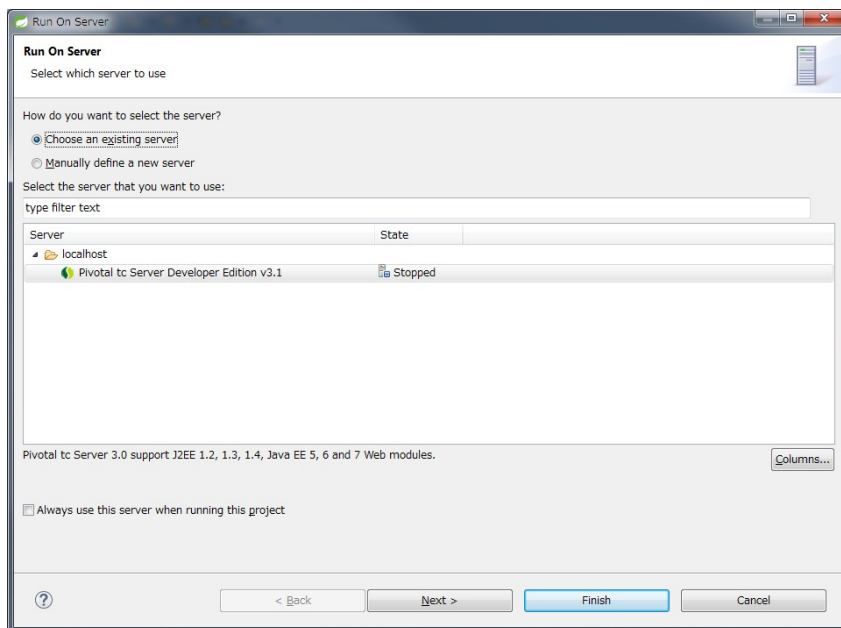 Run On Server
Run On Server
Select which server to use
How do you want to select the server?
Choose an existing server
Manually define a new server
Select the server that you want to use:
type filter text
Server State
localhost
Pivotal tc Server Developer Edition v3.1 Stopped
Pivotal tc Server 3.0 support J2EE 1.2, 1.3, 1.4, Java EE 5, 6 and 7 Web modules.
Columns...
Always use this server when running this project
? < Back Next > Finish Cancel